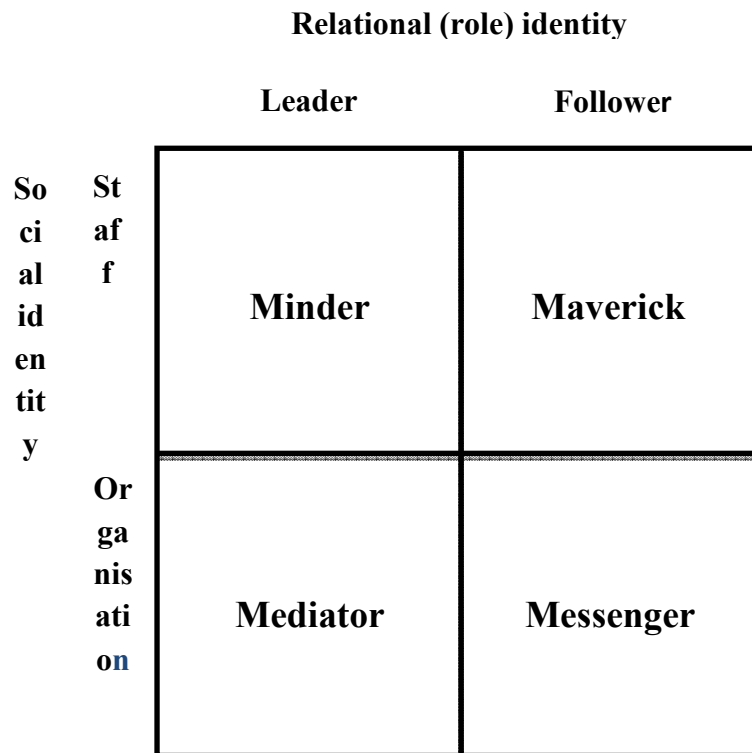 Relational (role) identity
Leader Follower
So
ci
al
id
en
tit
y
St
af
f
Minder Maverick
Or
ga
nis
ati
on
Mediator Messenger